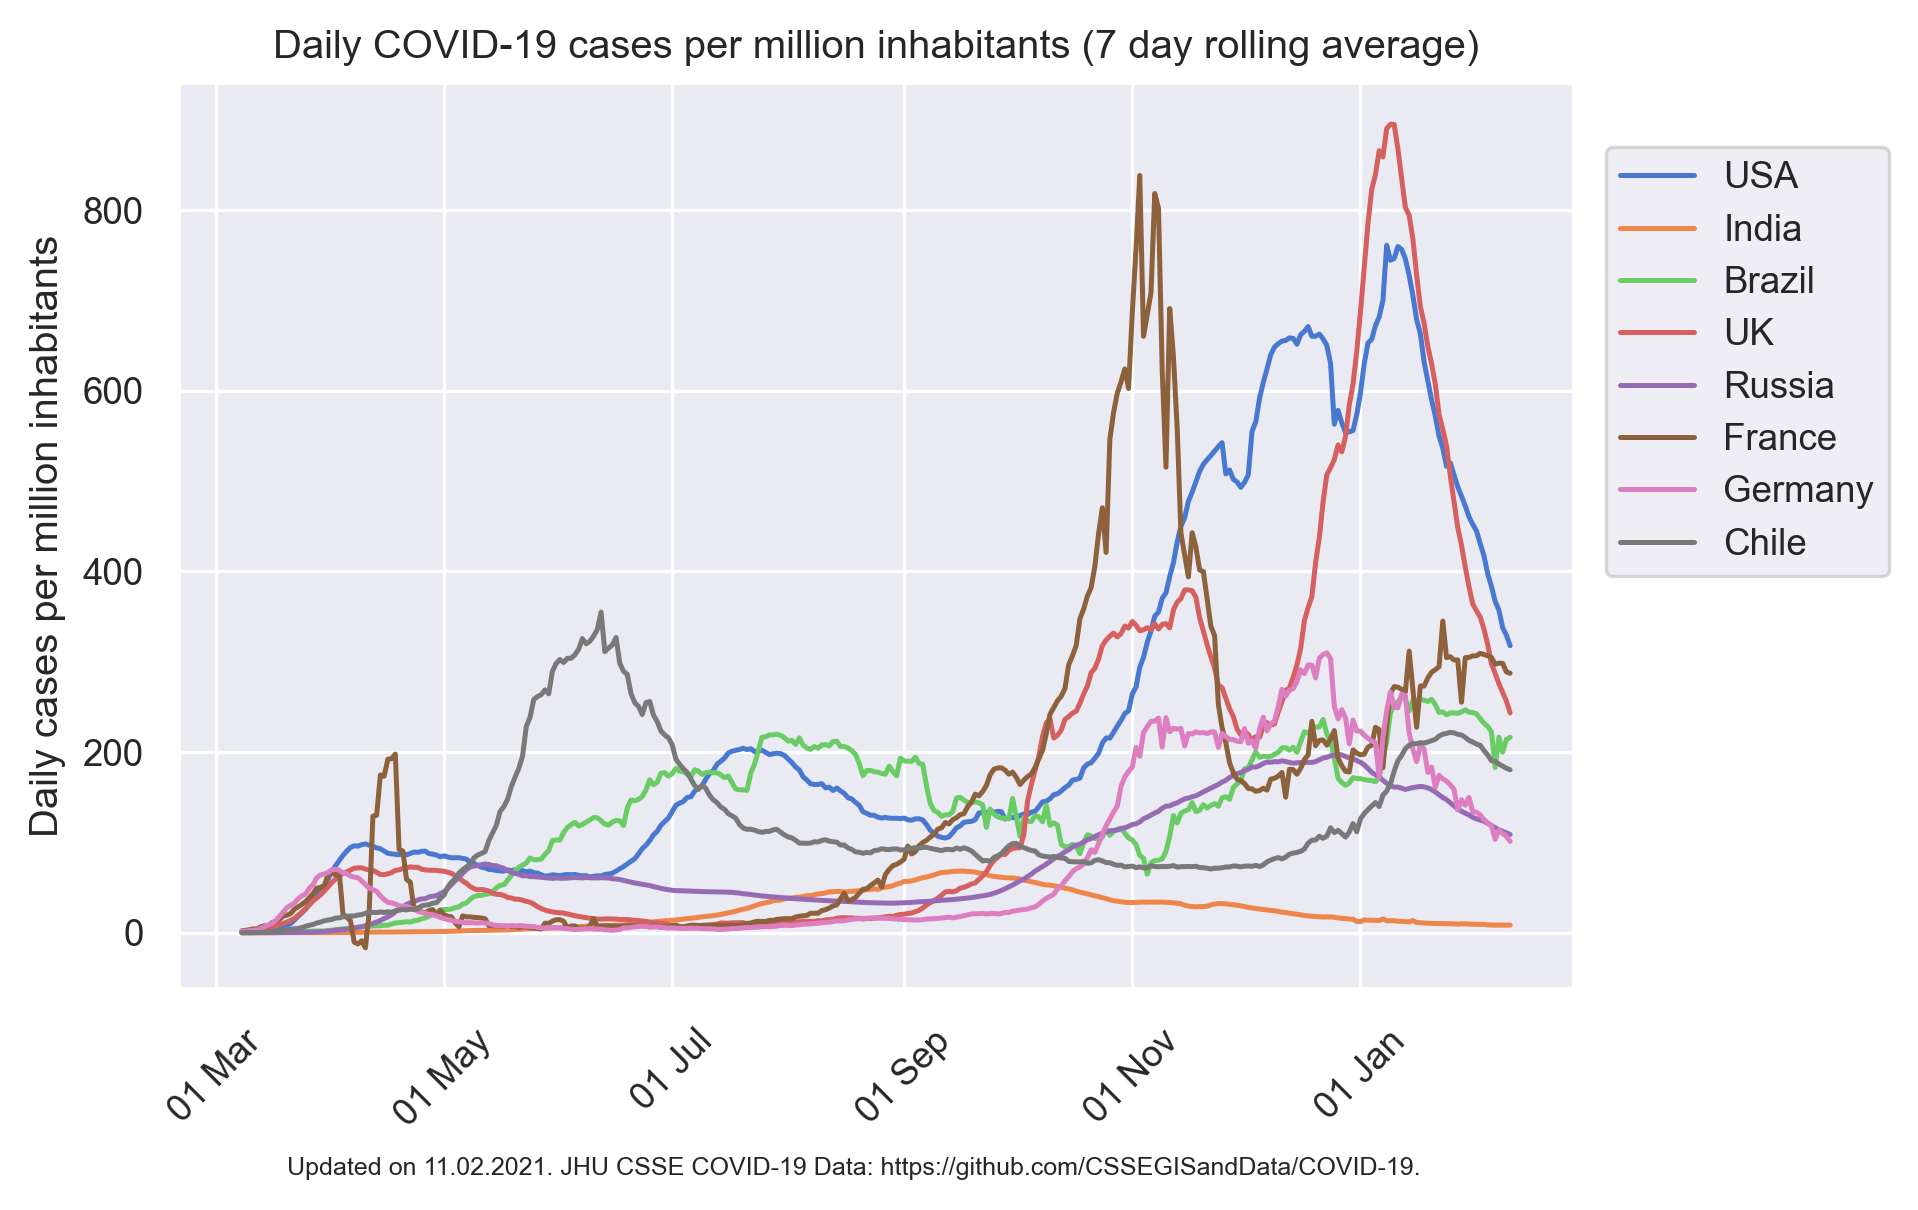 Daily COVID-19 cases per million inhabitants (7 day rolling average)
Daily cases per million inhabitants
800
600
400
200
0
01 Mar
01 May
01 Jul
01 Sep
01 Nov
01 Jan
USA
India
Brazil
UK
Russia
France
Germany
Chile
Updated on 11.02.2021. JHU CSSE COVID-19 Data: https://github.com/CSSEGISandData/COVID-19.